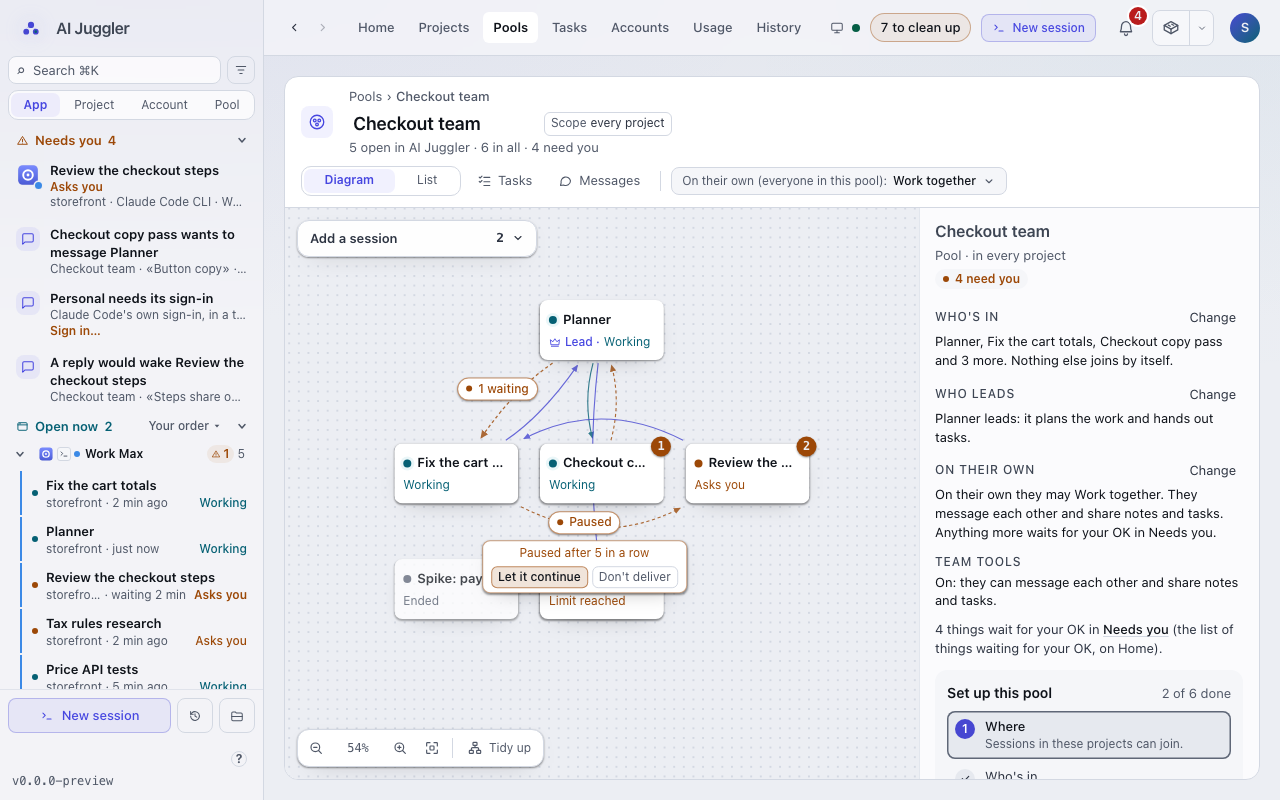 AI Juggler
Search ⌘K
App Project Account Pool
Needs you 4
Review the checkout steps
Asks you
storefront · Claude Code CLI · W...
Checkout copy pass wants to
message Planner
Checkout team · «Button copy» ·...
Personal needs its sign-in
Claude Code's own sign-in, in a t...
Sign in...
A reply would wake Review the
checkout steps
Checkout team · «Steps share o...
Open now 2 Your order
Work Max 1 5
Fix the cart totals
storefront · 2 min ago Working
Planner
storefront · just now Working
Review the checkout steps
storefro... · waiting 2 min Asks you
Tax rules research
storefront · 2 min ago Asks you
Price API tests
storefront · 5 min ago Working
New session
?
v0.0.0-preview
Home Projects Pools Tasks Accounts Usage History
7 to clean up
New session
4
S
Pools › Checkout team
Checkout team
Scope every project
5 open in AI Juggler · 6 in all · 4 need you
Diagram List Tasks Messages
On their own (everyone in this pool): Work together
Add a session 2
Planner
Lead · Working
1 waiting
Fix the cart ...
Working
1
Checkout c...
Working
2
Review the ...
Asks you
Paused
Paused after 5 in a row
Let it continue Don't deliver
Spike: pay
Ended
Limit reached
54% Tidy up
Checkout team
Pool · in every project
4 need you
WHO'S IN Change
Planner, Fix the cart totals, Checkout copy pass
and 3 more. Nothing else joins by itself.
WHO LEADS Change
Planner leads: it plans the work and hands out
tasks.
ON THEIR OWN Change
On their own they may Work together. They
message each other and share notes and tasks.
Anything more waits for your OK in Needs you.
TEAM TOOLS
On: they can message each other and share notes
and tasks.
4 things wait for your OK in Needs you (the list of
things waiting for your OK, on Home).
Set up this pool 2 of 6 done
1 Where
Sessions in these projects can join.
Who's in